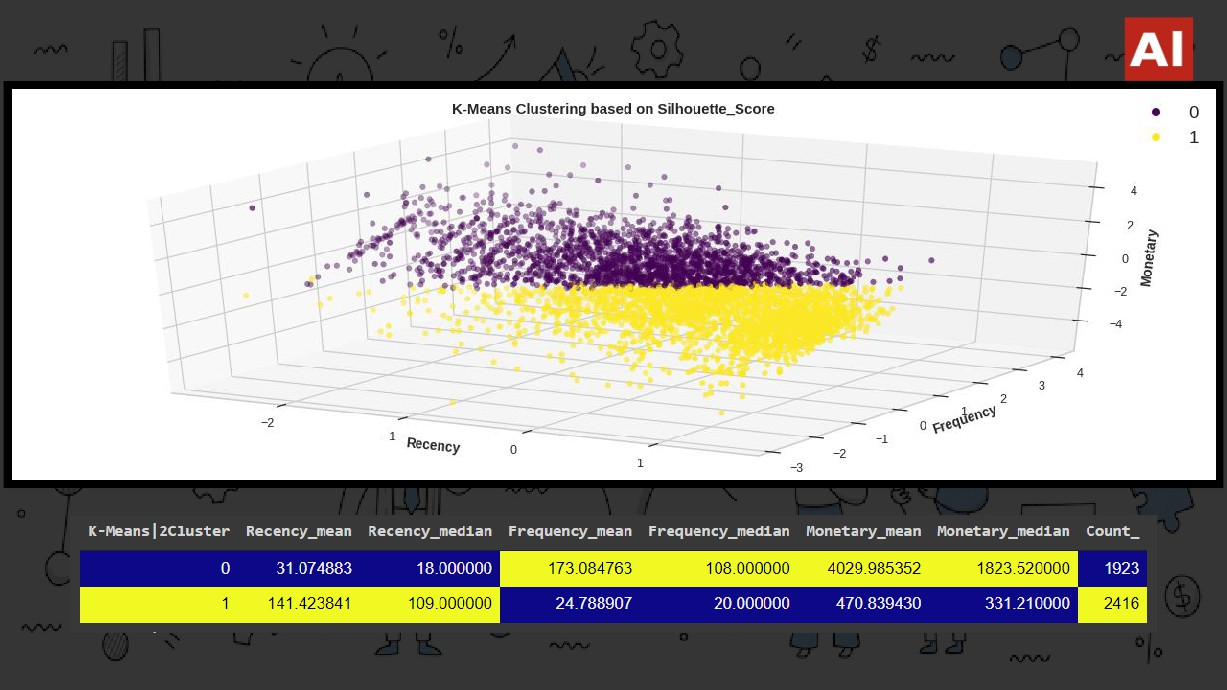 AI
K-Means Clustering based on Silhouette_Score
0
1
4
2
0
−2
−4
Monetary
4
3
2
1
0
−1
−2
−3
Frequency
−2
1
0
1
Recency
K-Means|2Cluster Recency_mean Recency_median Frequency_mean Frequency_median Monetary_mean Monetary_median Count_
0 31.074883 18.000000 173.084763 108.000000 4029.985352 1823.520000 1923
1 141.423841 109.000000 24.788907 20.000000 470.839430 331.210000 2416
%
$
$
%